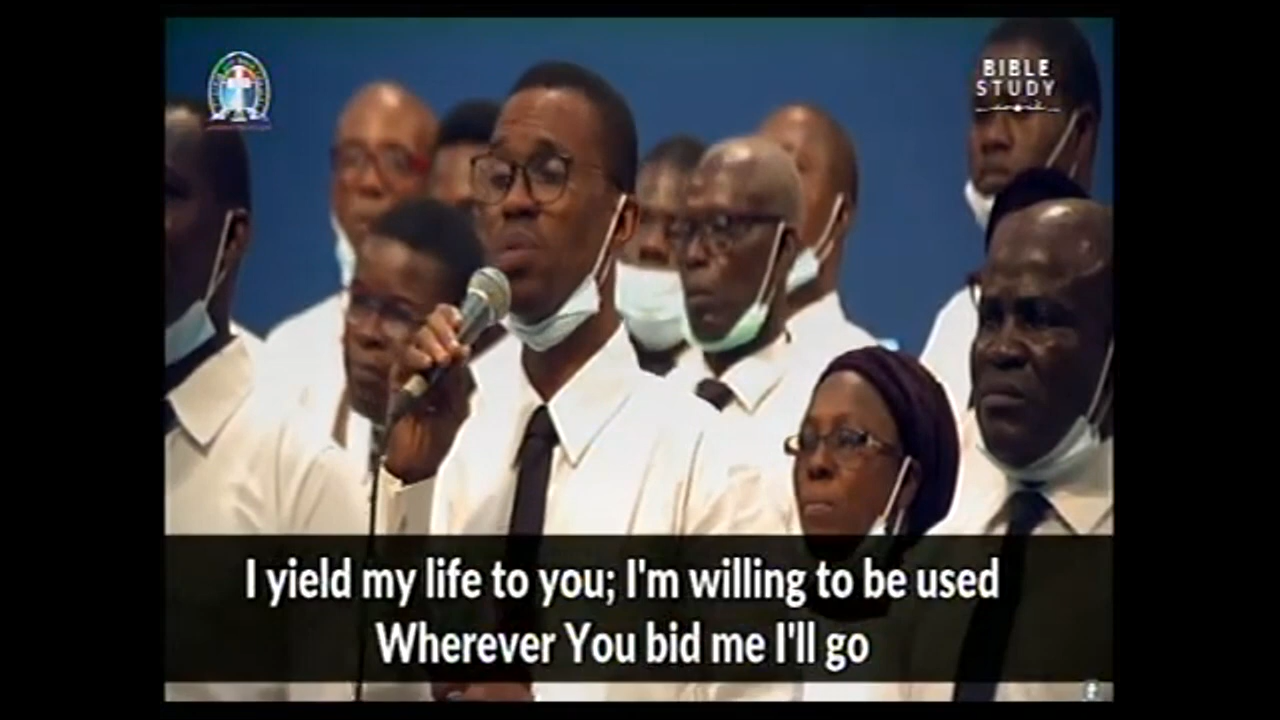 BIBLE
STUDY
I yield my life to you; I'm willing to be used
Wherever You bid me I'll go